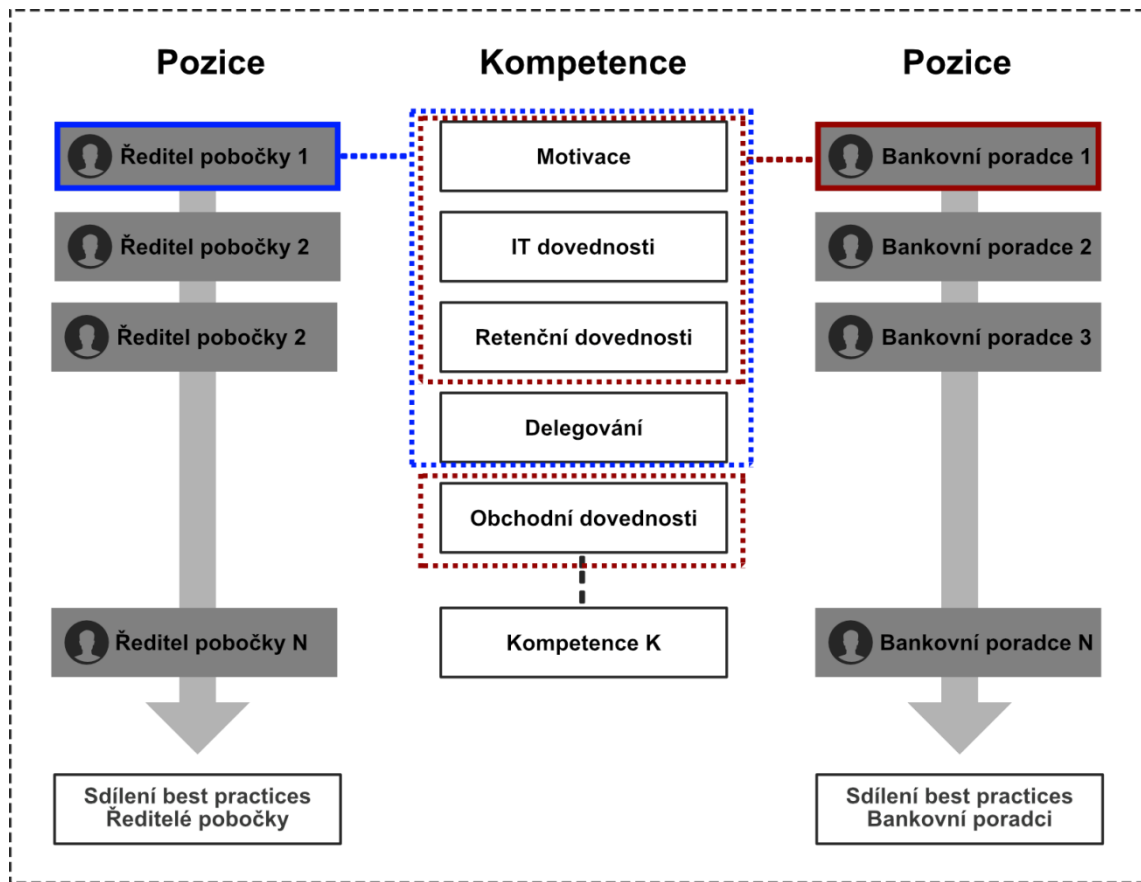 Pozice
Kompetence
Pozice
Ředitel pobočky 1
Motivace
Bankovní poradce 1
Ředitel pobočky 2
IT dovednosti
Bankovní poradce 2
Ředitel pobočky 2
Retenční dovednosti
Bankovní poradce 3
Delegování
Obchodní dovednosti
Ředitel pobočky N
Kompetence K
Bankovní poradce N
Sdílení best practices
Ředitelé pobočky
Sdílení best practices
Bankovní poradci